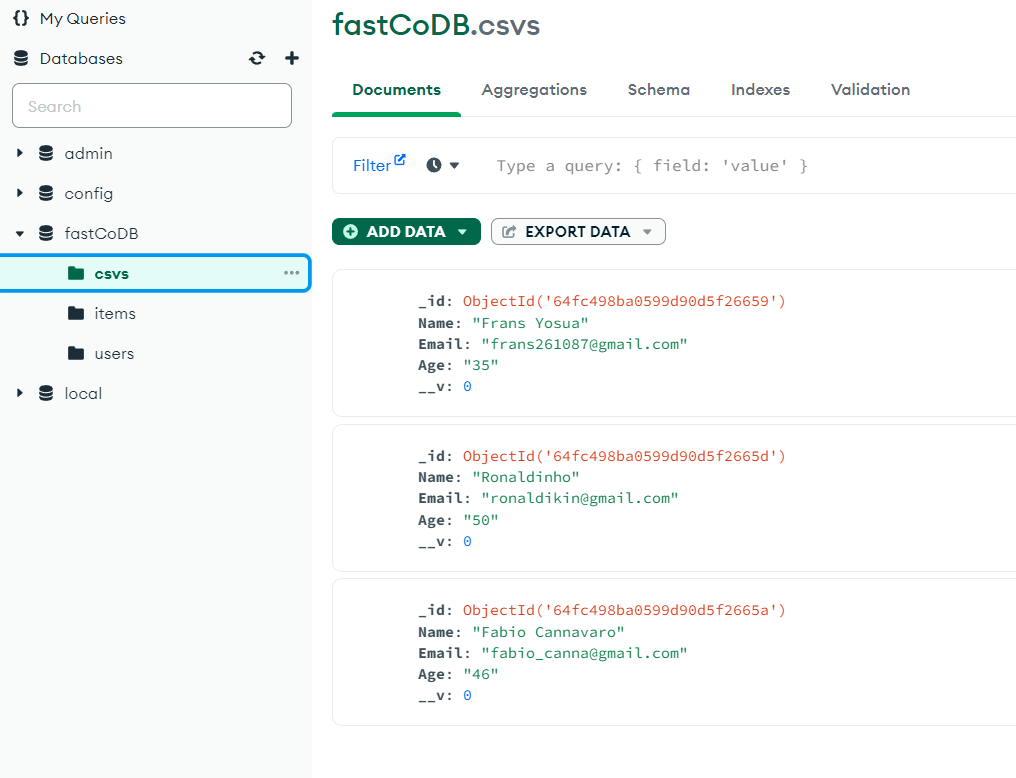 {} My Queries
Databases
Search
admin
config
fastCoDB
csvs
items
users
local
fastCoDB.csvs
Documents Aggregations Schema Indexes Validation
Filter Type a query: { field: 'value' }
ADD DATA EXPORT DATA
_id: ObjectId('64fc498ba0599d90d5f26659')
Name: "Frans Yosua"
Email: "frans261087@gmail.com"
Age: "35"
__v: 0
_id: ObjectId('64fc498ba0599d90d5f2665d')
Name: "Ronaldinho"
Email: "ronaldikin@gmail.com"
Age: "50"
__v: 0
_id: ObjectId('64fc498ba0599d90d5f2665a')
Name: "Fabio Cannavaro"
Email: "fabio_canna@gmail.com"
Age: "46"
__v: 0